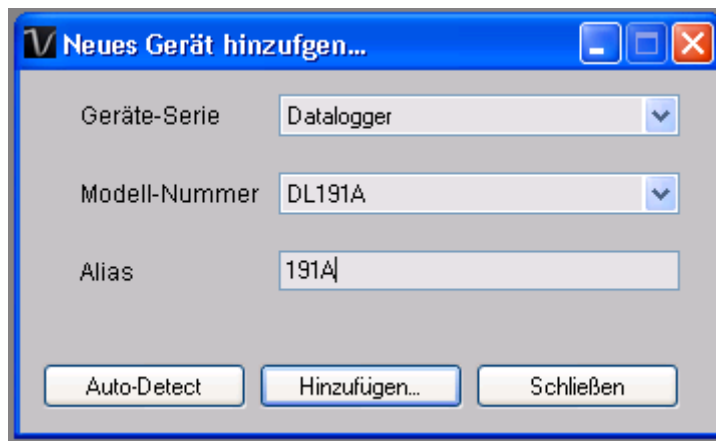 Neues Gerät hinzufgen...
Geräte-Serie Datalogger
Modell-Nummer DL191A
Alias 191A
Auto-Detect Hinzufügen... Schließen